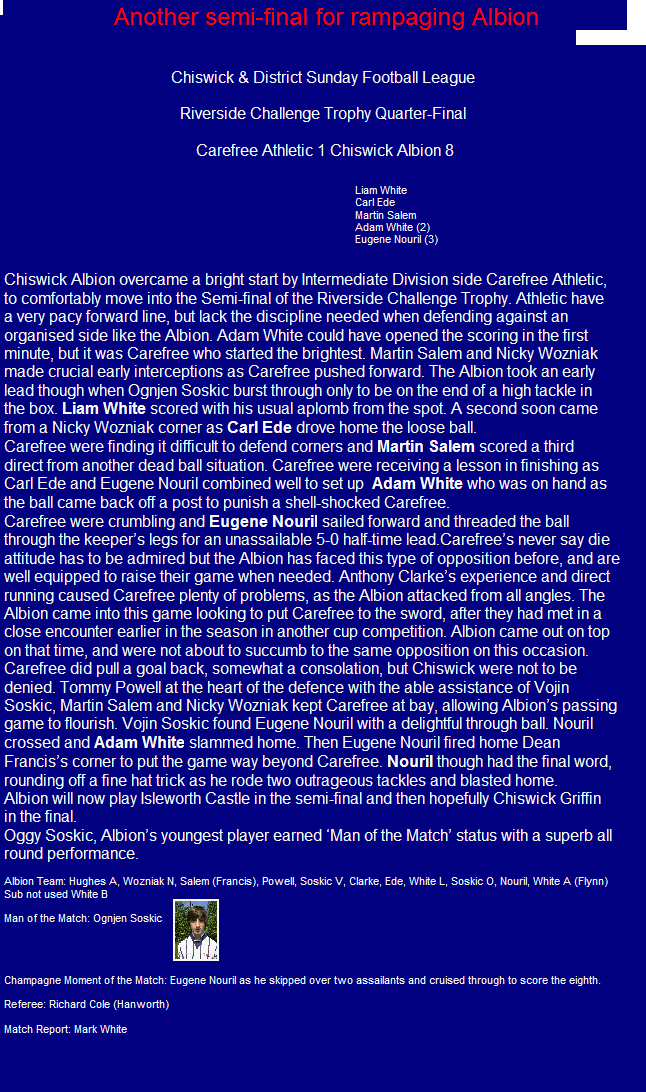 Another semi-final for rampaging Albion
Chiswick & District Sunday Football League
Riverside Challenge Trophy Quarter-Final
Carefree Athletic 1 Chiswick Albion 8
Liam White
Carl Ede
Martin Salem
Adam White (2)
Eugene Nouril (3)
Chiswick Albion overcame a bright start by Intermediate Division side Carefree Athletic,
to comfortably move into the Semi-final of the Riverside Challenge Trophy. Athletic have
a very pacy forward line, but lack the discipline needed when defending against an
organised side like the Albion. Adam White could have opened the scoring in the first
minute, but it was Carefree who started the brightest. Martin Salem and Nicky Wozniak
made crucial early interceptions as Carefree pushed forward. The Albion took an early
lead though when Ognjen Soskic burst through only to be on the end of a high tackle in
the box. Liam White scored with his usual aplomb from the spot. A second soon came
from a Nicky Wozniak corner as Carl Ede drove home the loose ball.
Carefree were finding it difficult to defend corners and Martin Salem scored a third
direct from another dead ball situation. Carefree were receiving a lesson in finishing as
Carl Ede and Eugene Nouril combined well to set up Adam White who was on hand as
the ball came back off a post to punish a shell-shocked Carefree.
Carefree were crumbling and Eugene Nouril sailed forward and threaded the ball
through the keeper's legs for an unassailable 5-0 half-time lead.Carefree's never say die
attitude has to be admired but the Albion has faced this type of opposition before, and are
well equipped to raise their game when needed. Anthony Clarke's experience and direct
running caused Carefree plenty of problems, as the Albion attacked from all angles. The
Albion came into this game looking to put Carefree to the sword, after they had met in a
close encounter earlier in the season in another cup competition. Albion came out on top
on that time, and were not about to succumb to the same opposition on this occasion.
Carefree did pull a goal back, somewhat a consolation, but Chiswick were not to be
denied. Tommy Powell at the heart of the defence with the able assistance of Vojin
Soskic, Martin Salem and Nicky Wozniak kept Carefree at bay, allowing Albion's passing
game to flourish. Vojin Soskic found Eugene Nouril with a delightful through ball. Nouril
crossed and Adam White slammed home. Then Eugene Nouril fired home Dean
Francis's corner to put the game way beyond Carefree. Nouril though had the final word,
rounding off a fine hat trick as he rode two outrageous tackles and blasted home.
Albion will now play Isleworth Castle in the semi-final and then hopefully Chiswick Griffin
in the final.
Oggy Soskic, Albion's youngest player earned 'Man of the Match' status with a superb all
round performance.
Albion Team: Hughes A, Wozniak N, Salem (Francis), Powell, Soskic V, Clarke, Ede, White L, Soskic O, Nouril, White A (Flynn)
Sub not used White B
Man of the Match: Ognjen Soskic
Champagne Moment of the Match: Eugene Nouril as he skipped over two assailants and cruised through to score the eighth.
Referee: Richard Cole (Hanworth)
Match Report: Mark White